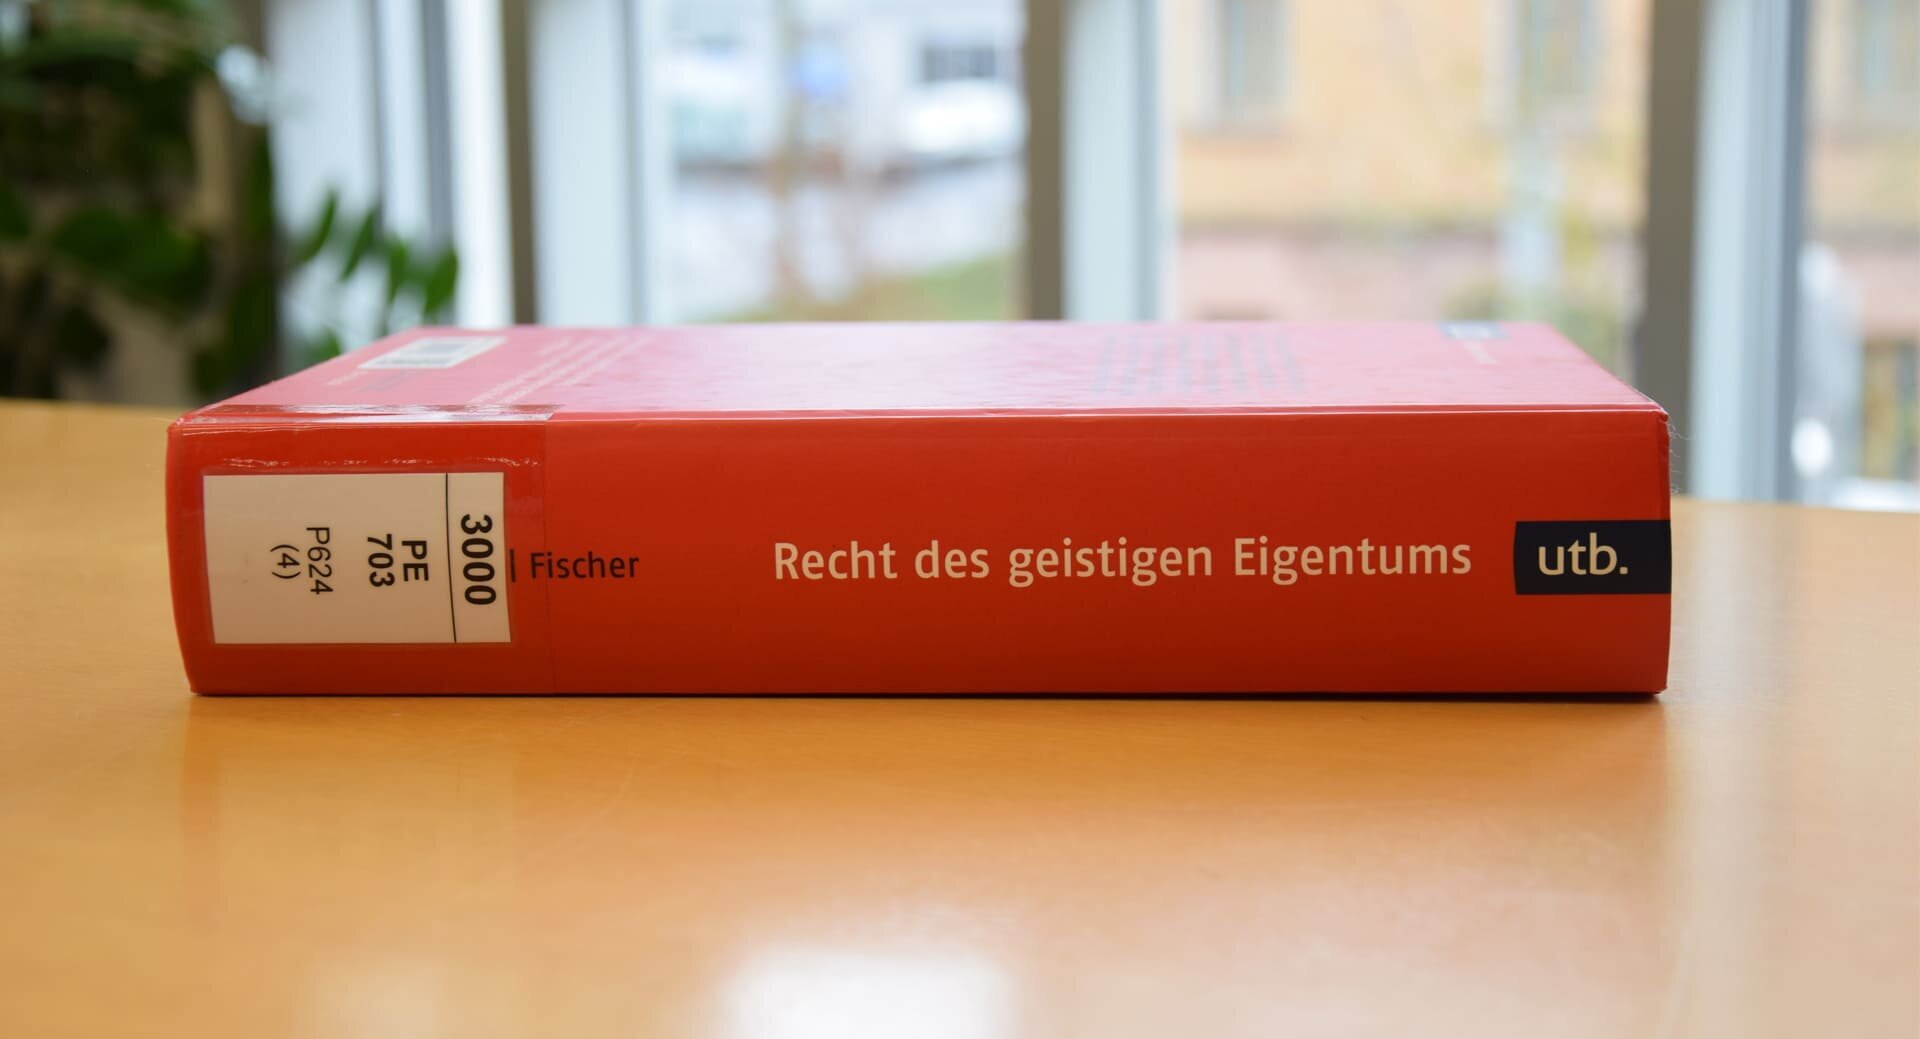 3000
PE
703
P624
(4)
| Fischer
Recht des geistigen Eigentums
utb.